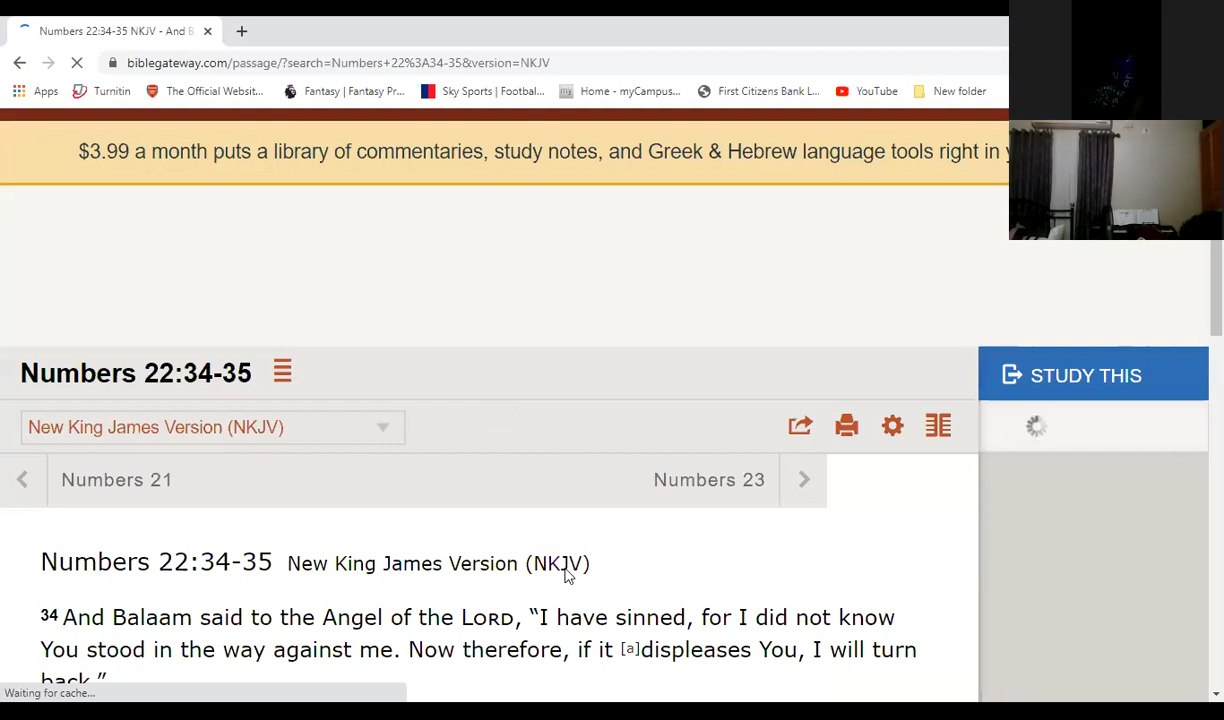 Numbers 22:34-35 NKJV - And B
biblegateway.com/passage/?search=Numbers+22%3A34-35&version=NKJV
Apps Turnitin The Official Websit... Fantasy | Fantasy Pr... Sky Sports | Footbal... Home - myCampus... First Citizens Bank L... YouTube New folder
$3.99 a month puts a library of commentaries, study notes, and Greek & Hebrew language tools right in
Numbers 22:34-35
STUDY THIS
New King James Version (NKJV)
Numbers 21 Numbers 23
Numbers 22:34-35 New King James Version (NKJV)
34 And Balaam said to the Angel of the LORD, “I have sinned, for I did not know
You stood in the way against me. Now therefore, if it [a]displeases You, I will turn
back.”
Waiting for cache...